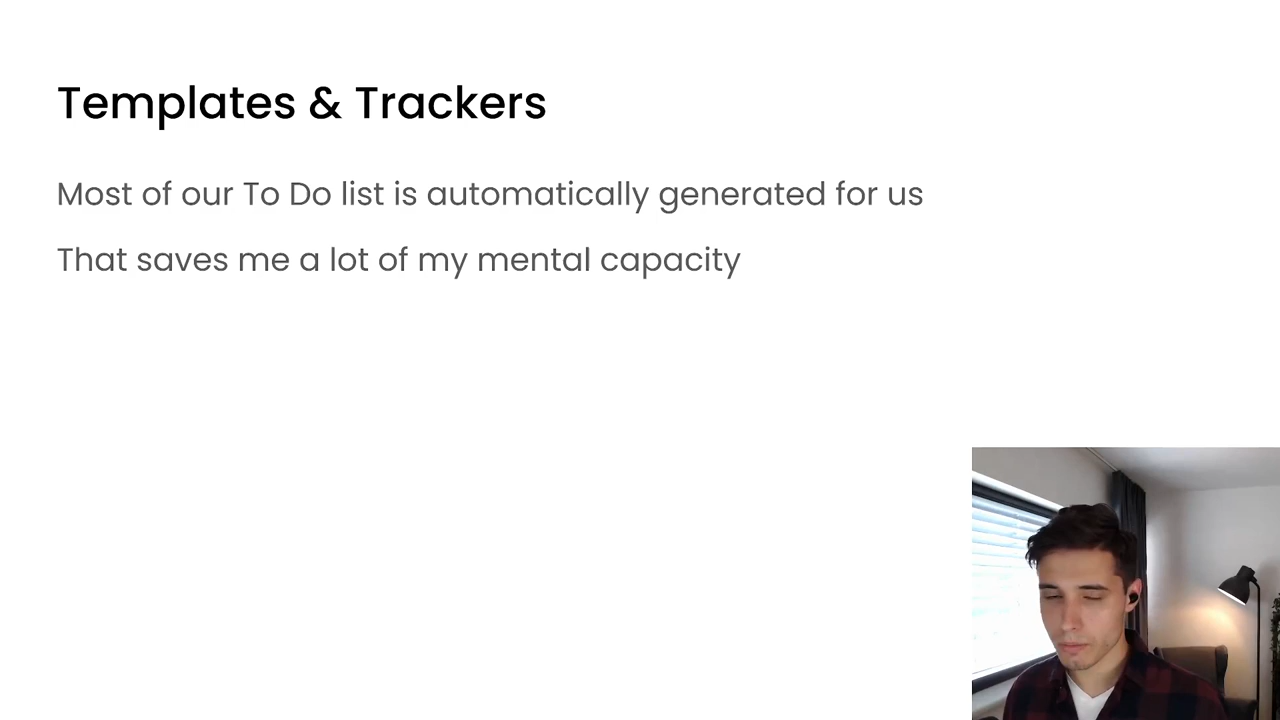 Templates & Trackers
Most of our To Do list is automatically generated for us
That saves me a lot of my mental capacity